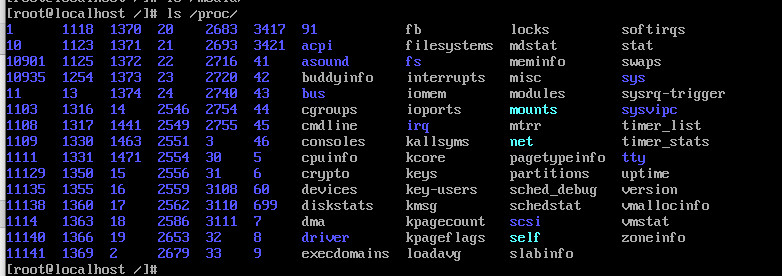 [root@localhost /]# ls /proc/
1 1118 1370 20 2683 3417 91 fb locks softirqs
10 1123 1371 21 2693 3421 acpi filesystems mdstat stat
10901 1125 1372 22 2716 41 asound fs meminfo swaps
10935 1254 1373 23 2720 42 buddyinfo interrupts misc sys
11 13 1374 24 2740 43 bus iomem modules sysrq-trigger
1103 1316 14 2546 2754 44 cgroups ioports mounts sysvipc
1108 1317 1441 2549 2755 45 cmdline irq mtrr timer_list
1109 1330 1463 2551 3 46 consoles kallsyms net timer_stats
1111 1331 1471 2554 30 5 cpuinfo kcore pagetypeinfo tty
11129 1350 15 2556 31 6 crypto keys partitions uptime
11135 1355 16 2559 3108 60 devices key-users sched_debug version
11138 1360 17 2562 3110 699 diskstats kmsg schedstat vmallocinfo
1114 1363 18 2586 3111 7 dma kpagecount scsi vmstat
11140 1366 19 2653 32 8 driver kpageflags self zoneinfo
11141 1369 2 2679 33 9 execdomains loadavg slabinfo
[root@localhost /]#